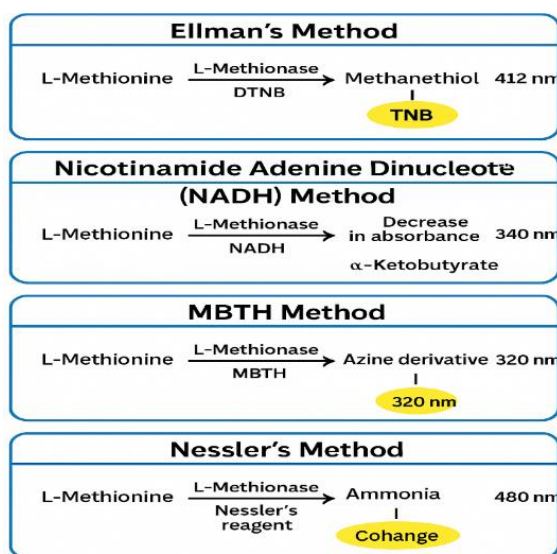 Ellman's Method
L-Methionine L-Methionase Methanethiol 412 nm
DTNB
TNB
Nicotinamide Adenine Dinucleote
(NADH) Method
L-Methionine L-Methionase Decrease in absorbance 340 nm
NADH
α-Ketobutyrate
MBTH Method
L-Methionine L-Methionase Azine derivative 320 nm
MBTH
320 nm
Nessler's Method
L-Methionine L-Methionase Ammonia 480 nm
Nessler's
reagent
Cohange